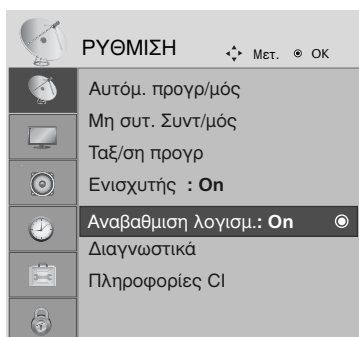 ΡΥΘΜΙΣΗ Μετ. OK
Αυτόμ. προγρ/μός
Μη συτ. Συντ/μός
Ταξ/ση προγρ
Ενισχυτής : On
Αναβαθμιση λογισμ.: On
Διαγνωστικά
Πληροφορίες CI